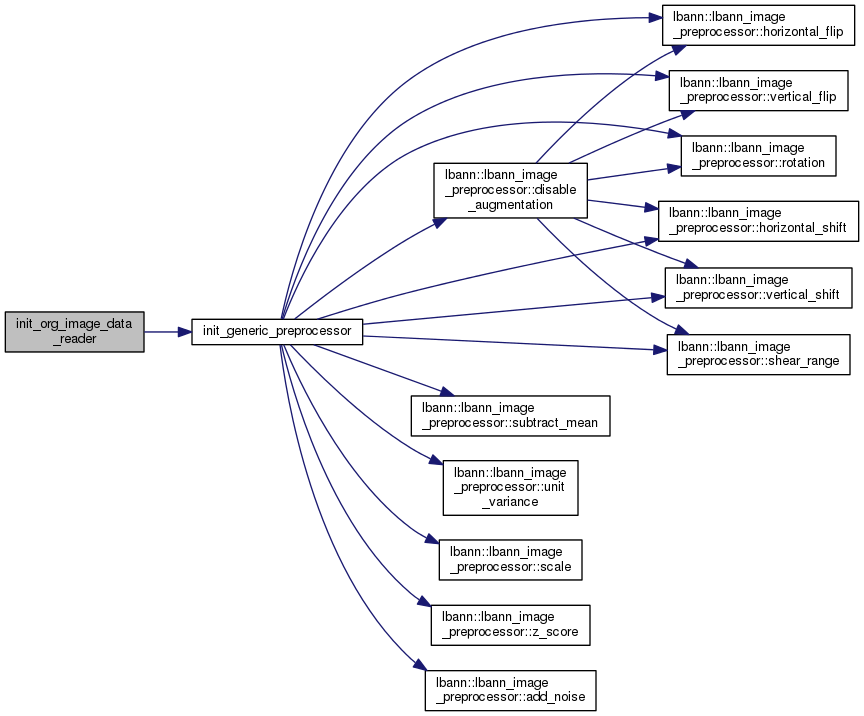 lbann::lbann_image
_preprocessor::horizontal_flip
lbann::lbann_image
_preprocessor::vertical_flip
lbann::lbann_image
_preprocessor::rotation
lbann::lbann_image
_preprocessor::disable
_augmentation
lbann::lbann_image
_preprocessor::horizontal_shift
lbann::lbann_image
_preprocessor::vertical_shift
init_org_image_data
_reader
init_generic_preprocessor
lbann::lbann_image
_preprocessor::shear_range
lbann::lbann_image
_preprocessor::subtract_mean
lbann::lbann_image
_preprocessor::unit
_variance
lbann::lbann_image
_preprocessor::scale
lbann::lbann_image
_preprocessor::z_score
lbann::lbann_image
_preprocessor::add_noise